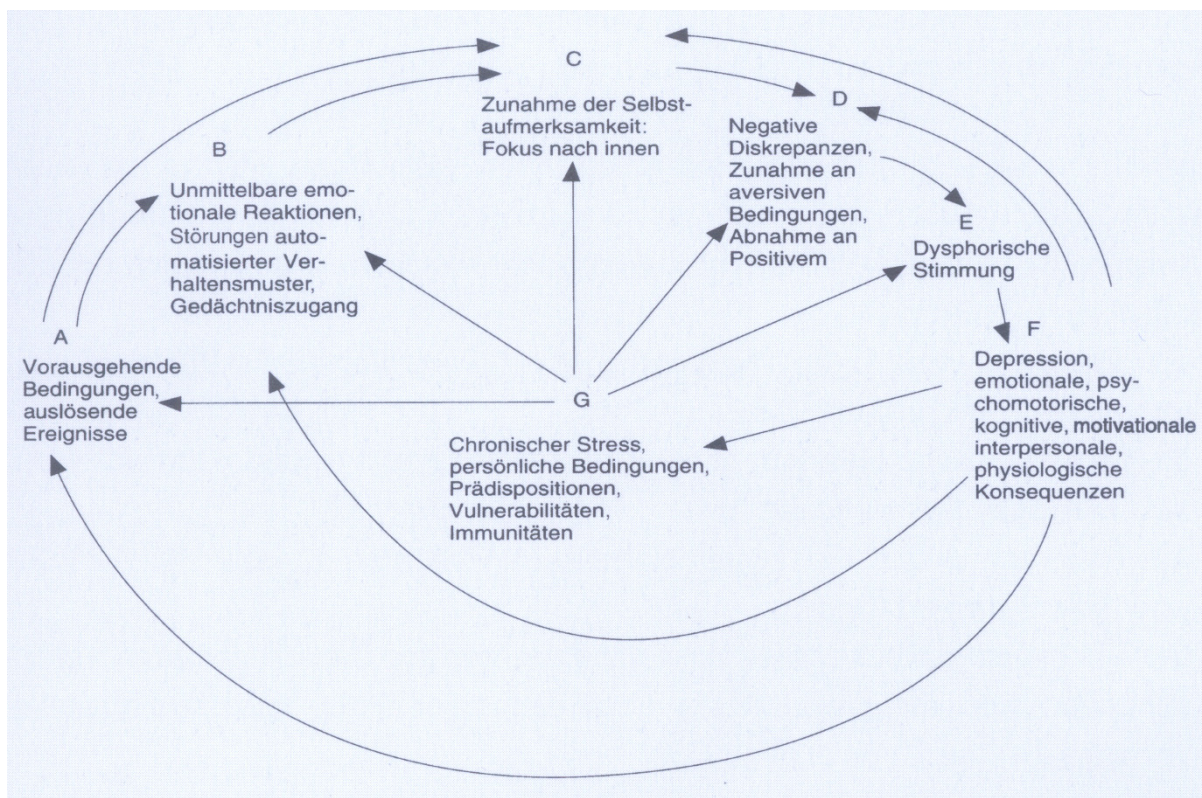 C
Zunahme der Selbst-
aufmerksamkeit:
Fokus nach innen
D
Negative
Diskrepanzen,
Zunahme an
aversiven
Bedingungen,
Abnahme an
Positivem
B
Unmittelbare emo-
tionale Reaktionen,
Störungen auto-
matisierter Ver-
haltensmuster,
Gedächtniszugang
E
Dysphorische
Stimmung
A
Vorausgehende
Bedingungen,
auslösende
Ereignisse
F
Depression,
emotionale, psy-
chomotorische,
kognitive, motivationale
interpersonale,
physiologische
Konsequenzen
G
Chronischer Stress,
persönliche Bedingungen,
Prädispositionen,
Vulnerabilitäten,
Immunitäten